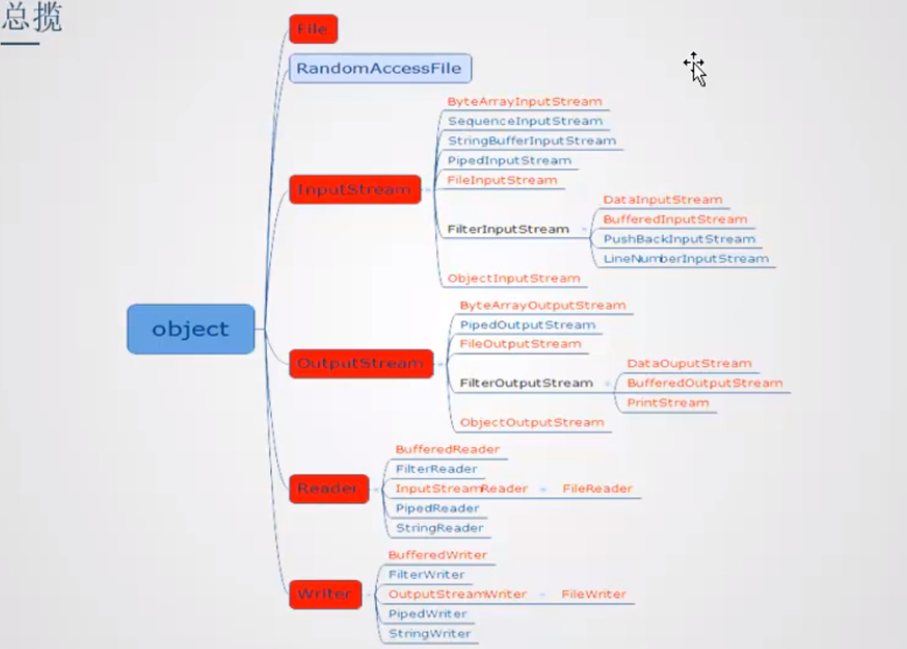 总揽
File
RandomAccessFile
InputStream
ByteArrayInputStream
SequenceInputStream
StringBufferInputStream
PipedInputStream
FileInputStream
FilterInputStream
DataInputStream
BufferedInputStream
PushBackInputStream
LineNumberInputStream
ObjectInputStream
object
OutputStream
ByteArrayOutputStream
PipedOutputStream
FileOutputStream
FilterOutputStream
DataOuputStream
BufferedOutputStream
PrintStream
ObjectOutputStream
Reader
BufferedReader
FilterReader
InputStreamReader
FileReader
PipedReader
StringReader
Writer
BufferedWriter
FilterWriter
OutputStreamWriter
FileWriter
PipedWriter
StringWriter